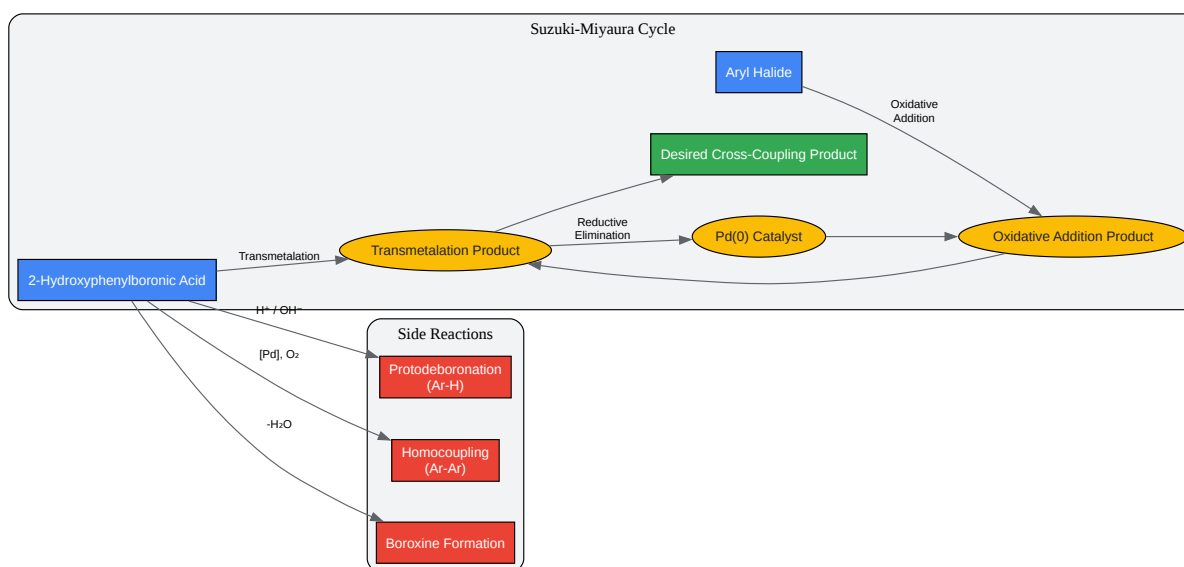 Suzuki-Miyaura Cycle
Aryl Halide
Oxidative
Addition
Desired Cross-Coupling Product
Reductive
Elimination
Transmetalation Product
Pd(0) Catalyst
Oxidative Addition Product
Transmetalation
2-Hydroxyphenylboronic Acid
H⁺ / OH⁻
Side Reactions
[Pd], O₂
Protodeboronation
(Ar-H)
-H₂O
Homocoupling
(Ar-Ar)
Boroxine Formation